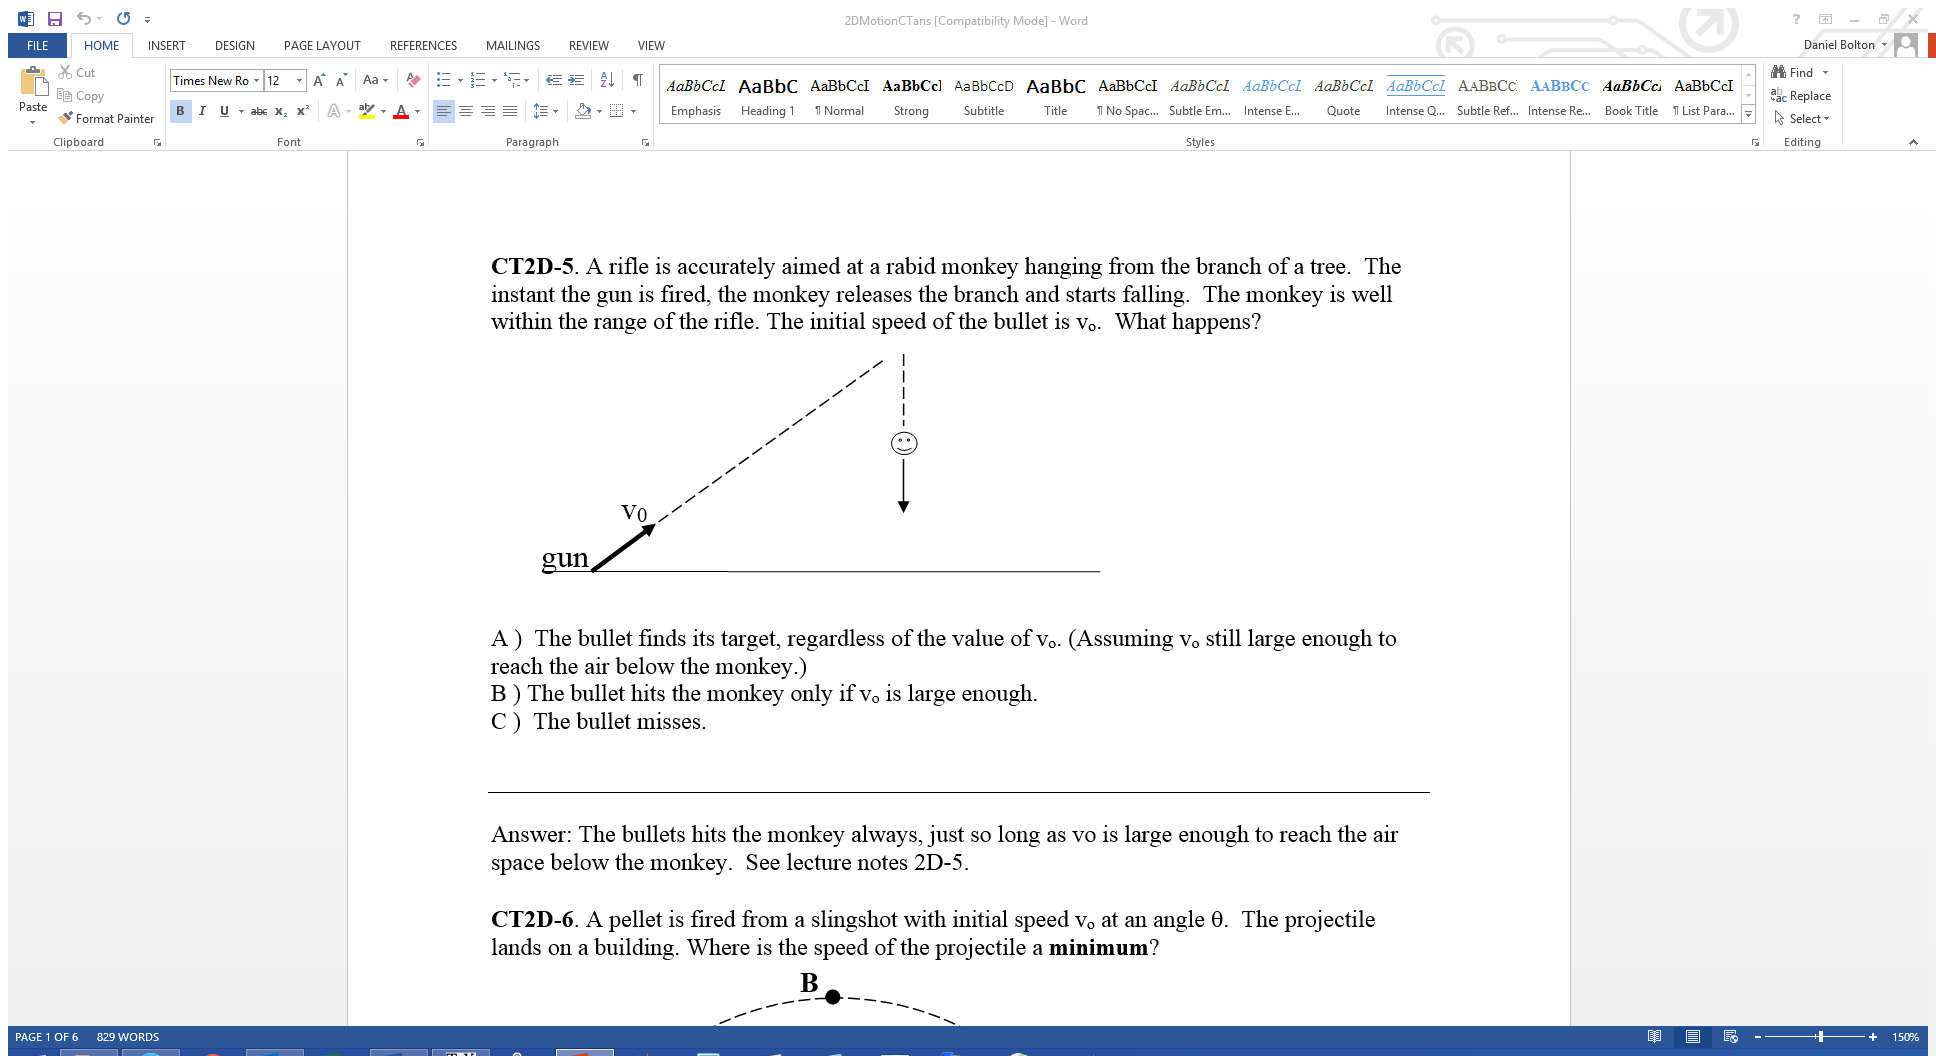 2DMotionCTans [Compatibility Mode] - Word
?
FILE HOME INSERT DESIGN PAGE LAYOUT REFERENCES MAILINGS REVIEW VIEW Daniel Bolton
Paste
Cut
Copy
Format Painter
Clipboard
Times New Ro 12
A A Aa
B I U abc X₂ X² A ab A
Font
A Z ¶
Paragraph
AaBbCcI AaBbC AaBbCcI AaBbCcI AaBbCcD AaBbC AaBbCcI AaBbCcI AaBbCcI AaBbCcI AaBbCcI AABBCC AABBCC AaBbCcI AaBbCcI
Emphasis Heading 1 ¶ Normal Strong Subtitle Title ¶ No Spac... Subtle Em... Intense E... Quote Intense Q... Subtle Ref... Intense Re... Book Title ¶ List Para...
Styles
Find
Replace
Select
Editing
CT2D-5. A rifle is accurately aimed at a rabid monkey hanging from the branch of a tree. The
instant the gun is fired, the monkey releases the branch and starts falling. The monkey is well
within the range of the rifle. The initial speed of the bullet is vₒ. What happens?
v0
gun
A ) The bullet finds its target, regardless of the value of vₒ. (Assuming vₒ still large enough to
reach the air below the monkey.)
B ) The bullet hits the monkey only if vₒ is large enough.
C ) The bullet misses.
Answer: The bullets hits the monkey always, just so long as vo is large enough to reach the air
space below the monkey. See lecture notes 2D-5.
CT2D-6. A pellet is fired from a slingshot with initial speed vₒ at an angle θ. The projectile
lands on a building. Where is the speed of the projectile a minimum?
B
PAGE 1 OF 6 829 WORDS 150%